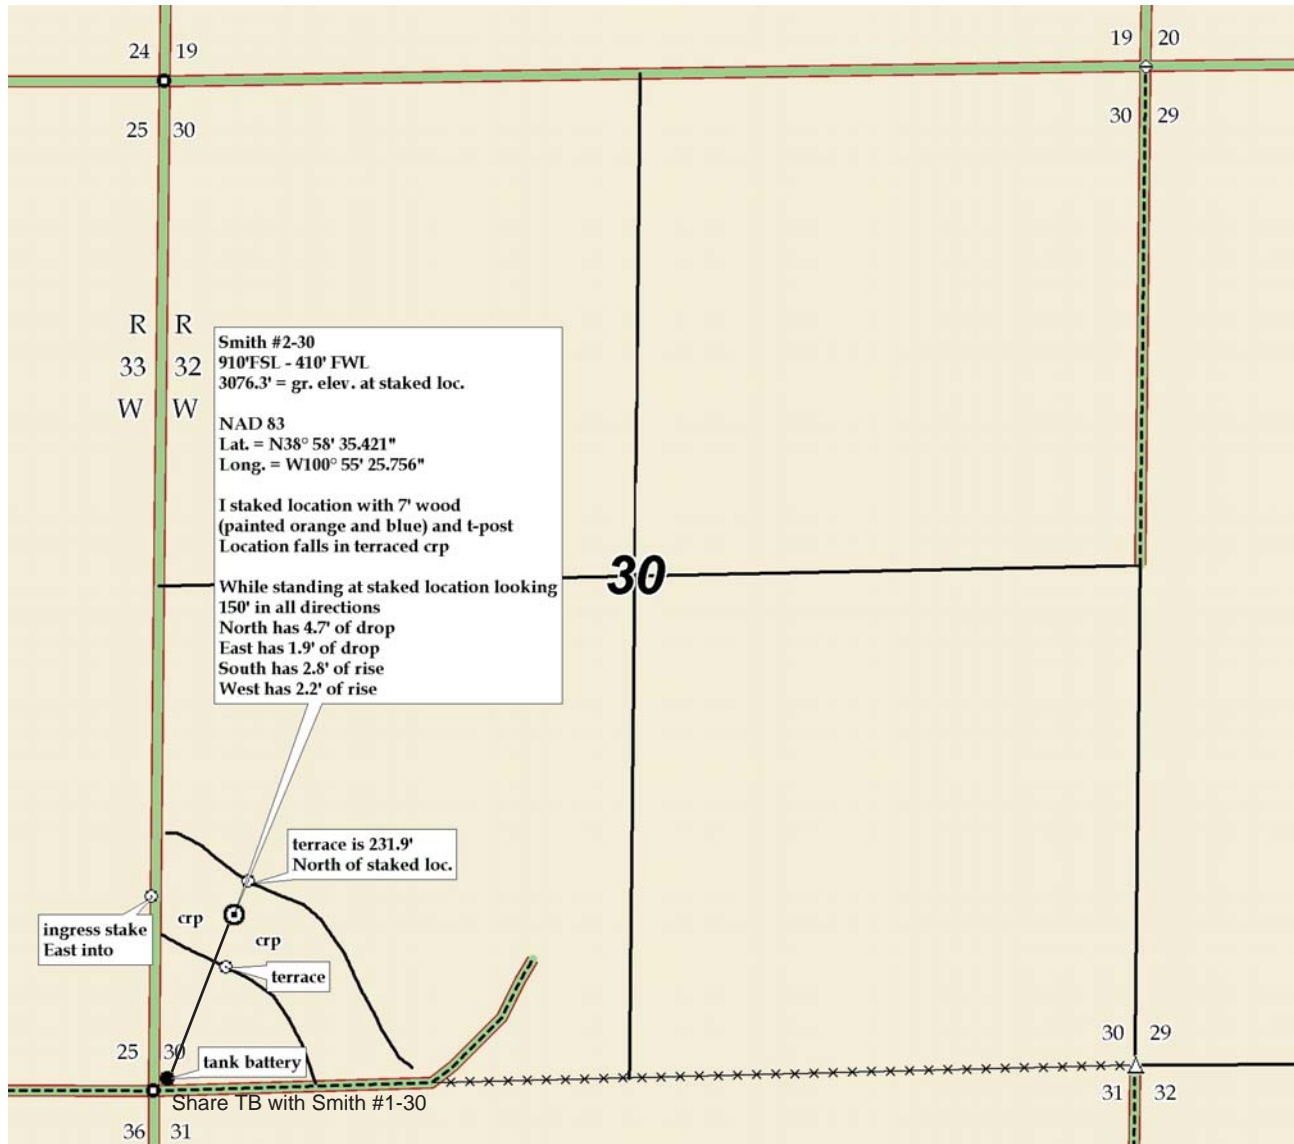 24 19
19 20
25 30
30 29
R R
33 32
W W
Smith #2-30
910'FSL - 410' FWL
3076.3' = gr. elev. at staked loc.
NAD 83
Lat. = N38° 58' 35.421"
Long. = W100° 55' 25.756"
I staked location with 7' wood
(painted orange and blue) and t-post
Location falls in terraced crp
While standing at staked location looking
150' in all directions
North has 4.7' of drop
East has 1.9' of drop
South has 2.8' of rise
West has 2.2' of rise
30
terrace is 231.9'
North of staked loc.
ingress stake
East into
crp
crp
terrace
25 30
tank battery
30 29
Share TB with Smith #1-30
31 32
36 31